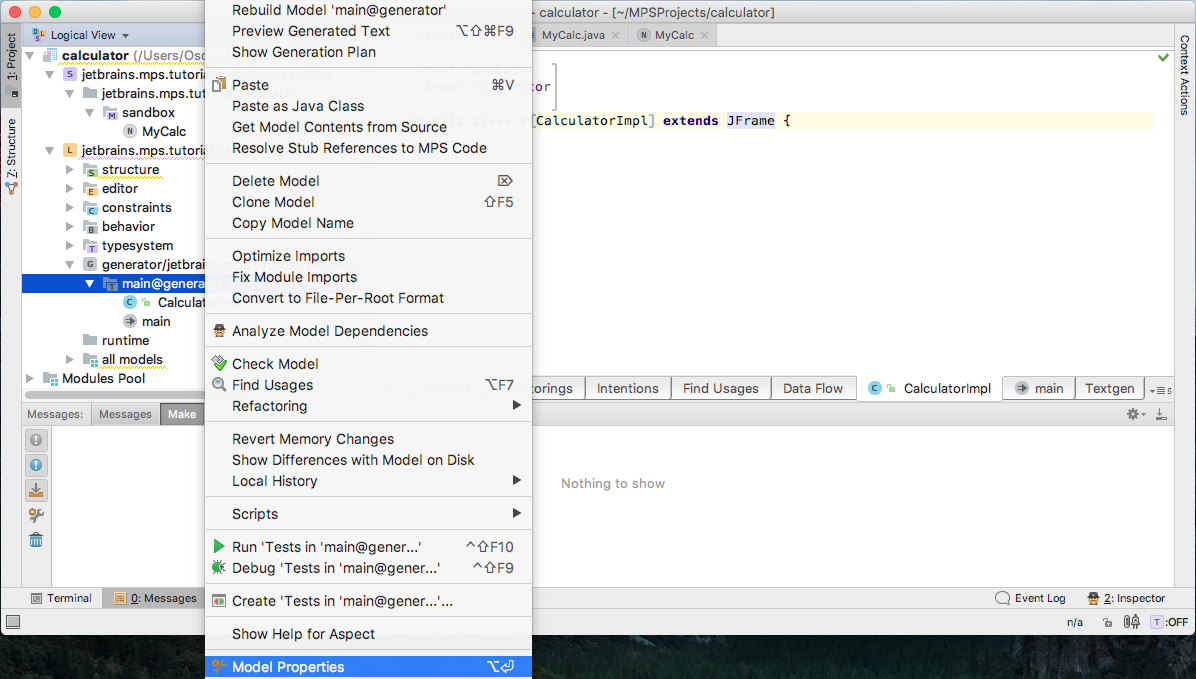 - calculator - [~/MPSProjects/calculator]
1: Project
Z: Structure
Logical View
calculator (/Users/Os
jetbrains.mps.tutoria
jetbrains.mps.tut
sandbox
MyCalc
jetbrains.mps.tutoria
structure
editor
constraints
behavior
typesystem
generator/jetbrains
main@generator
Calculator
main
runtime
all models
Modules Pool
Rebuild Model 'main@generator'
Preview Generated Text ⌥⇧⌘F9
Show Generation Plan
Paste ⌘V
Paste as Java Class
Get Model Contents from Source
Resolve Stub References to MPS Code
Delete Model ⌦
Clone Model ⇧F5
Copy Model Name
Optimize Imports
Fix Module Imports
Convert to File-Per-Root Format
Analyze Model Dependencies
Check Model
Find Usages ⌥F7
Refactoring
Revert Memory Changes
Show Differences with Model on Disk
Local History
Scripts
Run 'Tests in 'main@gener...' ^⇧F10
Debug 'Tests in 'main@gener...' ^⇧F9
Create 'Tests in 'main@gener...'...
Show Help for Aspect
Model Properties ⌥⏎
MyCalc.java
MyCalc
[CalculatorImpl] extends JFrame {
Context Actions
orings
Intentions
Find Usages
Data Flow
CalculatorImpl
main
Textgen
5
Messages:
Messages
Make
Nothing to show
Terminal
0: Messages
Event Log
2: Inspector
n/a
T :OFF